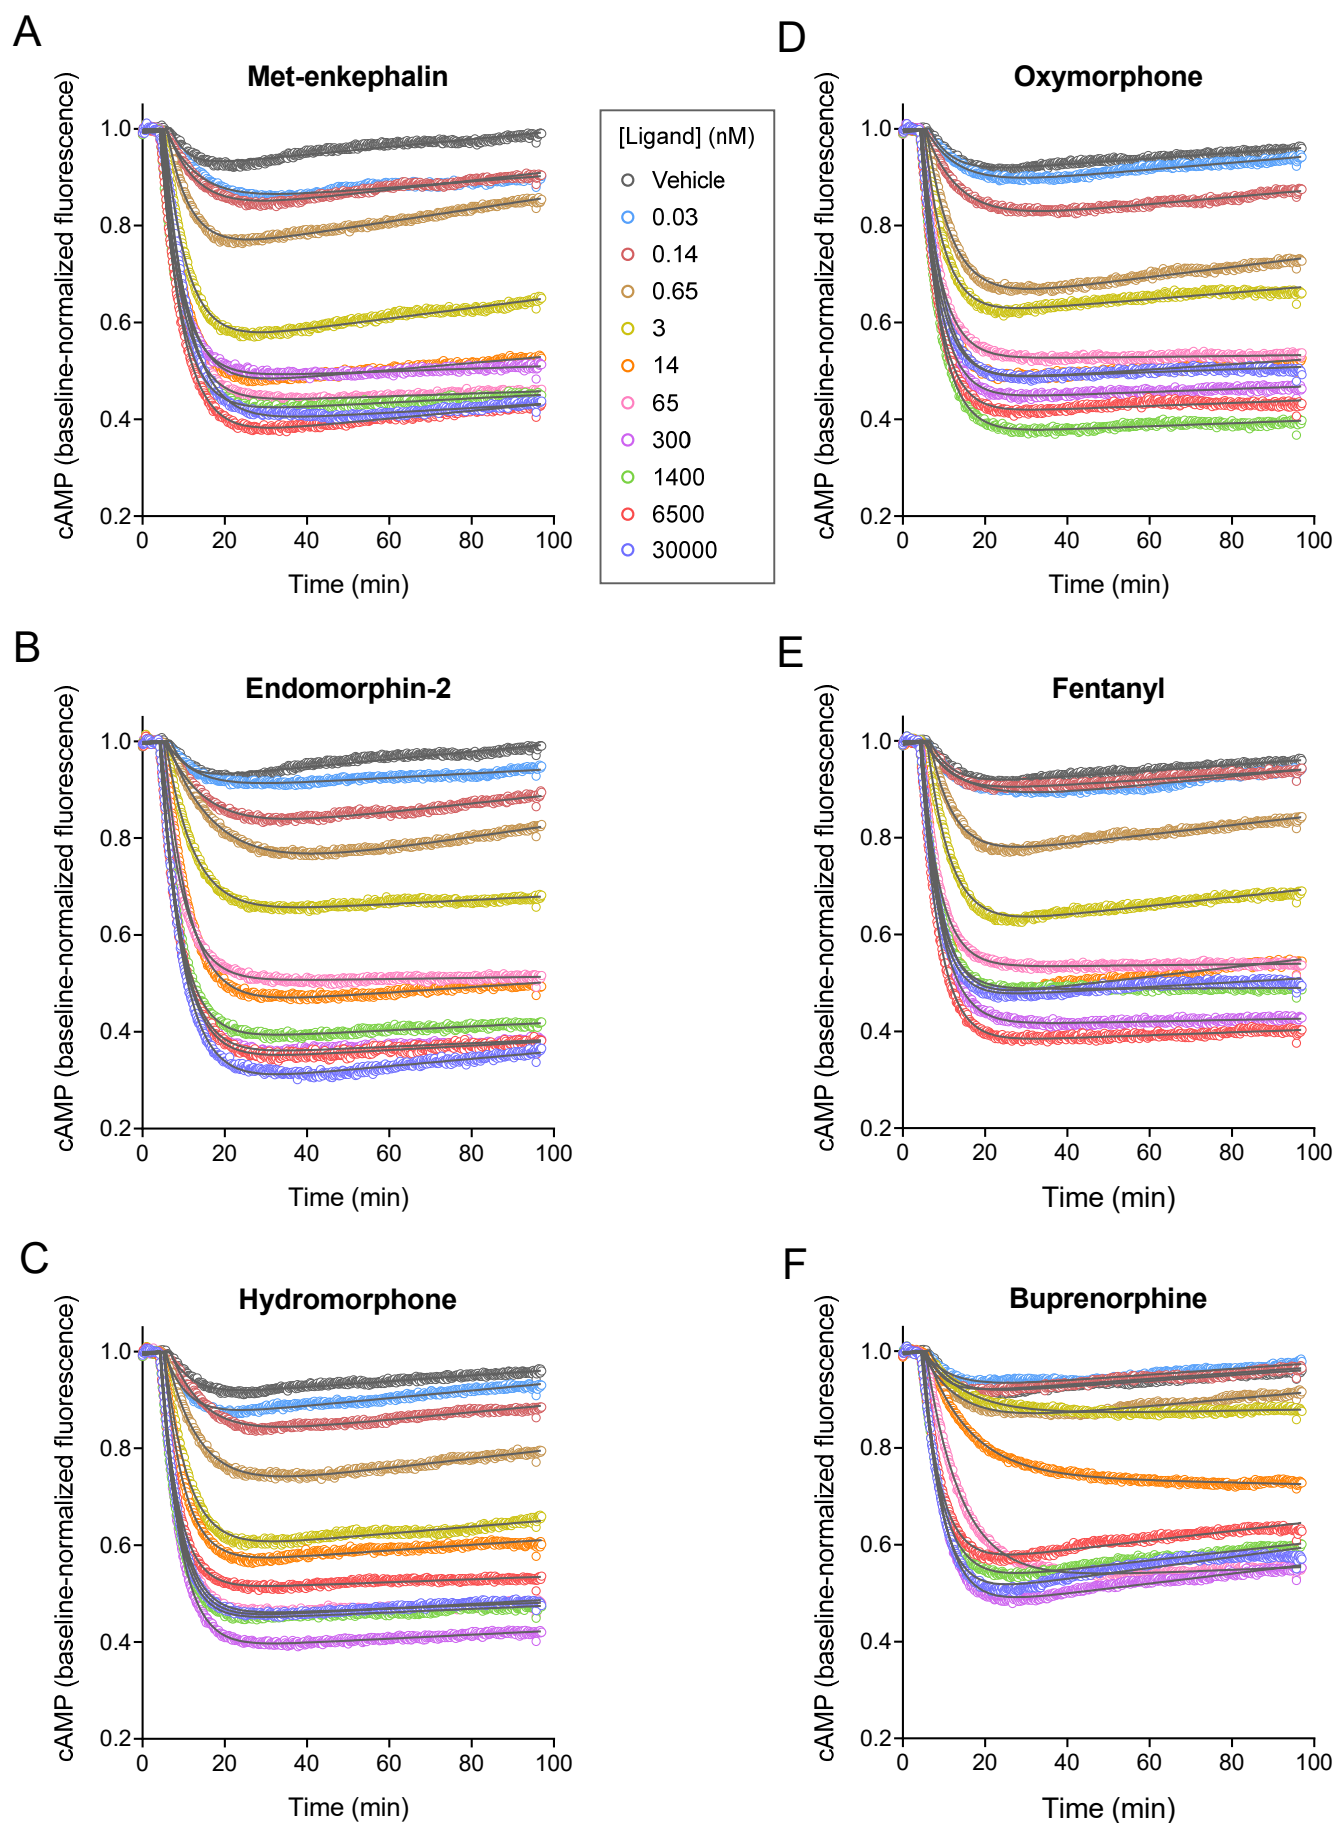 A
Met-enkephalin
cAMP (baseline-normalized fluorescence)
1.0
0.8
0.6
0.4
0.2
0 20 40 60 80 100
Time (min)
[Ligand] (nM)
Vehicle
0.03
0.14
0.65
3
14
65
300
1400
6500
30000
D
Oxymorphone
cAMP (baseline-normalized fluorescence)
1.0
0.8
0.6
0.4
0.2
0 20 40 60 80 100
Time (min)
B
Endomorphin-2
cAMP (baseline-normalized fluorescence)
1.0
0.8
0.6
0.4
0.2
0 20 40 60 80 100
Time (min)
E
Fentanyl
cAMP (baseline-normalized fluorescence)
1.0
0.8
0.6
0.4
0.2
0 20 40 60 80 100
Time (min)
C
Hydromorphone
cAMP (baseline-normalized fluorescence)
1.0
0.8
0.6
0.4
0.2
0 20 40 60 80 100
Time (min)
F
Buprenorphine
cAMP (baseline-normalized fluorescence)
1.0
0.8
0.6
0.4
0.2
0 20 40 60 80 100
Time (min)